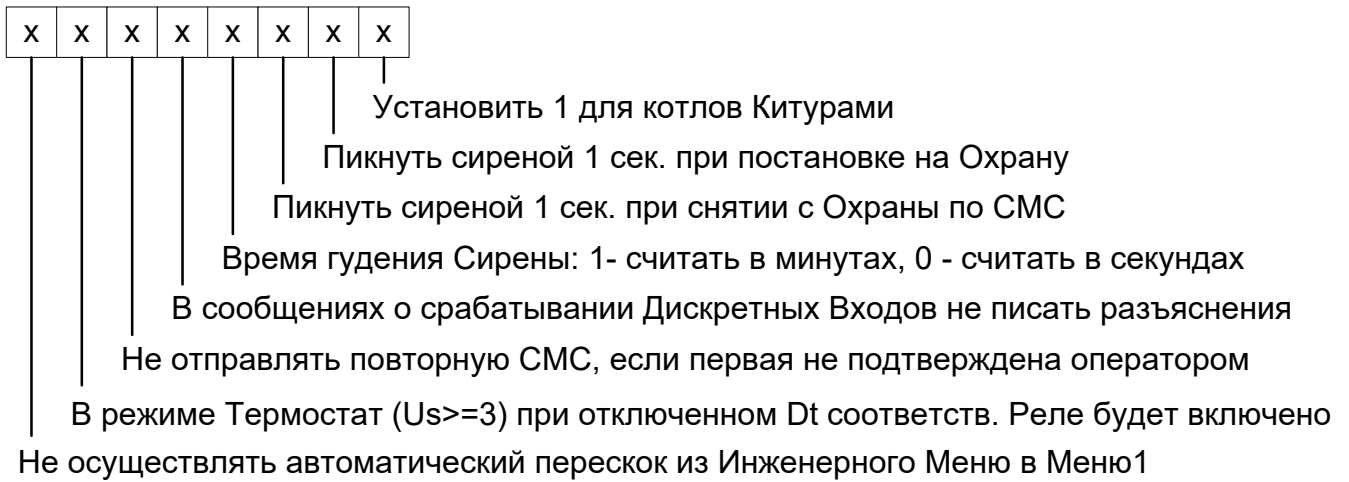 x x x x x x x x
Установить 1 для котлов Китурами
Пикнуть сиреной 1 сек. при постановке на Охрану
Пикнуть сиреной 1 сек. при снятии с Охраны по СМС
Время гудения Сирены: 1- считать в минутах, 0 - считать в секундах
В сообщениях о срабатывании Дискретных Входов не писать разъяснения
Не отправлять повторную СМС, если первая не подтверждена оператором
В режиме Термостат (Us>=3) при отключенном Dt соответств. Реле будет включено
Не осуществлять автоматический перескок из Инженерного Меню в Меню1